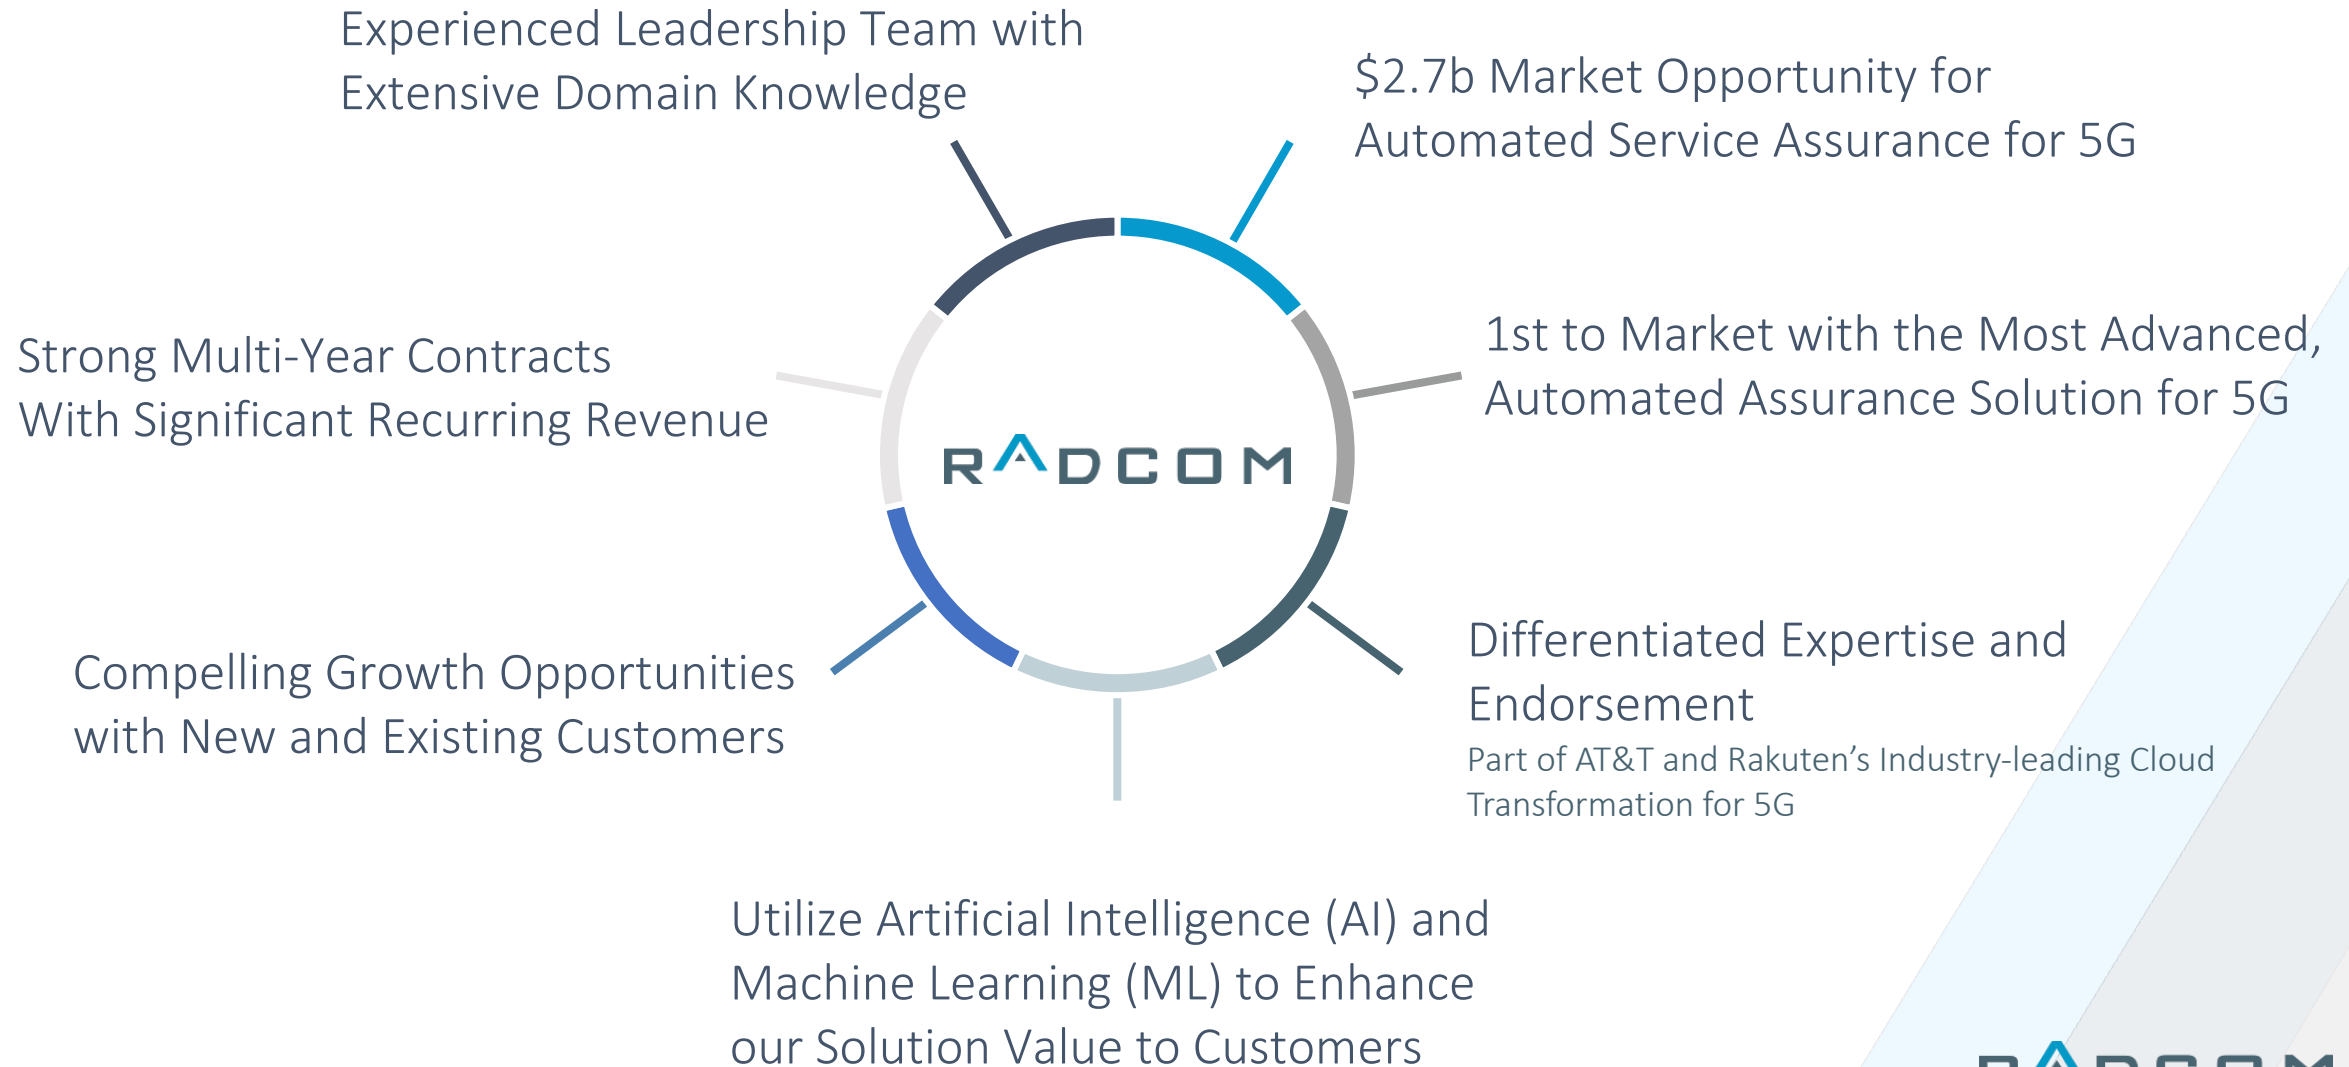 Experienced Leadership Team with
Extensive Domain Knowledge
$2.7b Market Opportunity for
Automated Service Assurance for 5G
1st to Market with the Most Advanced,
Automated Assurance Solution for 5G
Strong Multi-Year Contracts
With Significant Recurring Revenue
RADCOM
Differentiated Expertise and
Endorsement
Part of AT&T and Rakuten’s Industry-leading Cloud
Transformation for 5G
Compelling Growth Opportunities
with New and Existing Customers
Utilize Artificial Intelligence (AI) and
Machine Learning (ML) to Enhance
our Solution Value to Customers
RADCOM